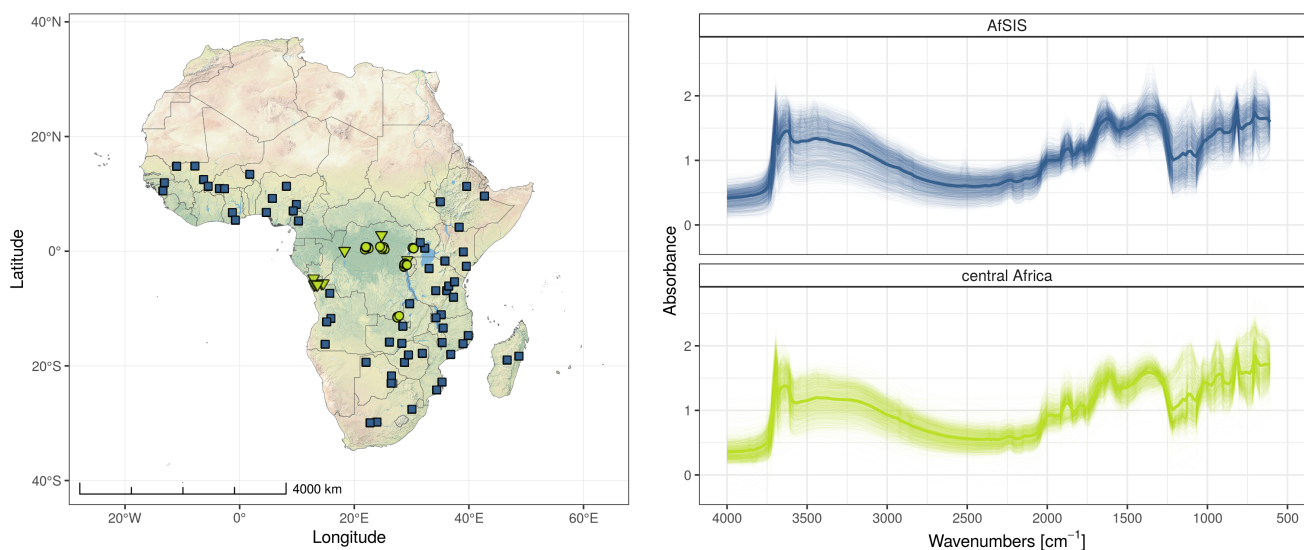 40°N
20°N
0°
20°S
40°S
Latitude
4000 km
20°W
0°
20°E
40°E
60°E
Longitude
AfSIS
2
1
0
central Africa
2
1
0
Absorbance
4000
3500
3000
2500
2000
1500
1000
500
Wavenumbers [cm⁻¹]